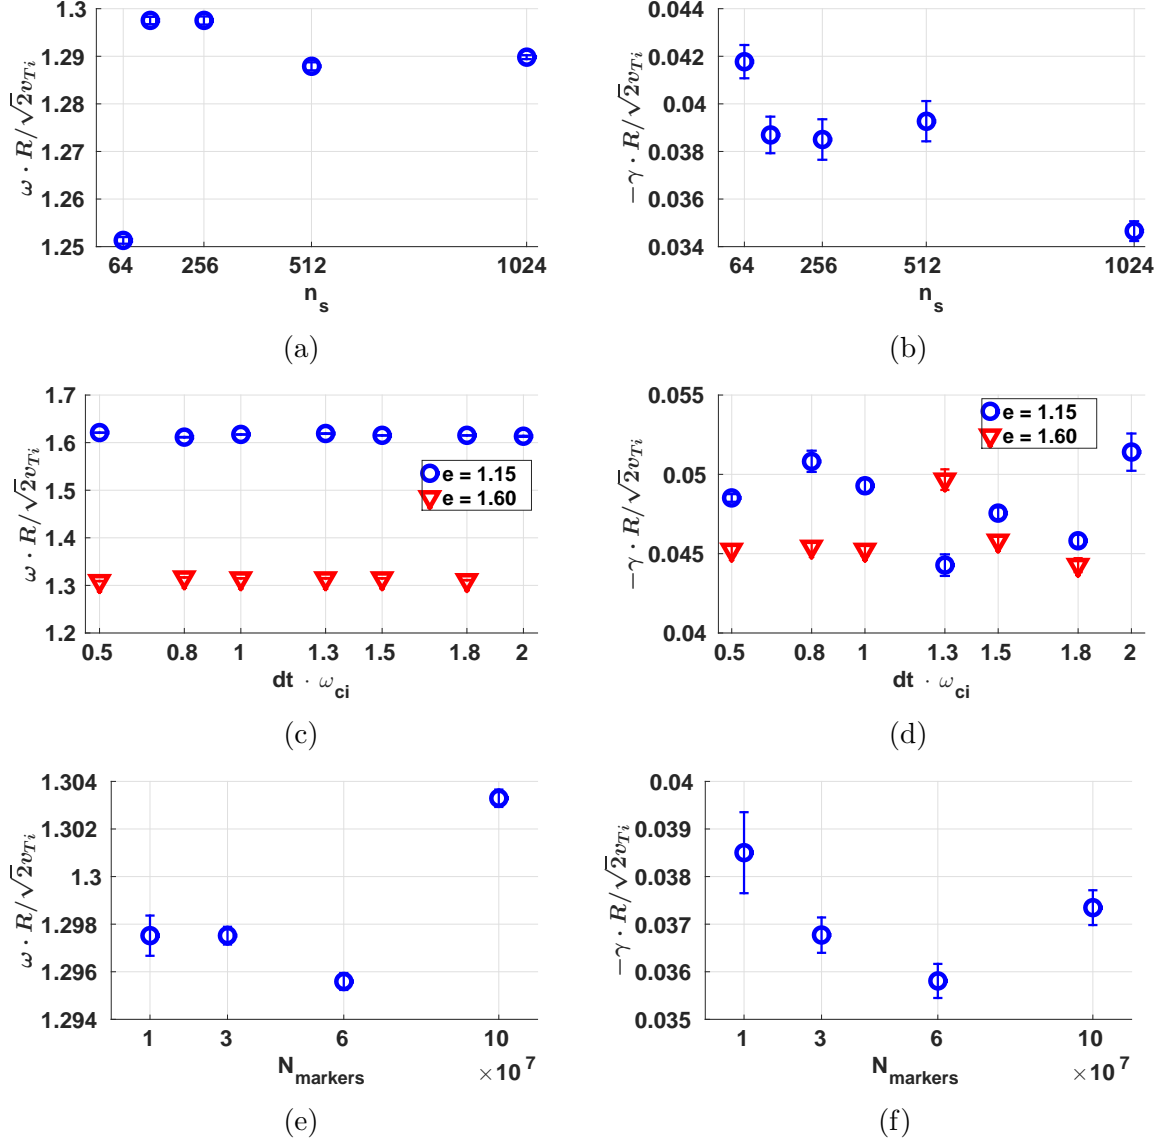 1.3
1.29
1.28
1.27
1.26
1.25
ω · R/√2v_Ti
64 256 512 1024
n_s
(a)
0.044
0.042
0.04
0.038
0.036
0.034
−γ · R/√2v_Ti
64 256 512 1024
n_s
(b)
1.7
1.6
1.5
1.4
1.3
1.2
ω · R/√2v_Ti
e = 1.15
e = 1.60
0.5 0.8 1 1.3 1.5 1.8 2
dt · ω_ci
(c)
0.055
0.05
0.045
0.04
−γ · R/√2v_Ti
e = 1.15
e = 1.60
0.5 0.8 1 1.3 1.5 1.8 2
dt · ω_ci
(d)
1.304
1.302
1.3
1.298
1.296
1.294
ω · R/√2v_Ti
1 3 6 10
N_markers ×10^7
(e)
0.04
0.039
0.038
0.037
0.036
0.035
−γ · R/√2v_Ti
1 3 6 10
N_markers ×10^7
(f)